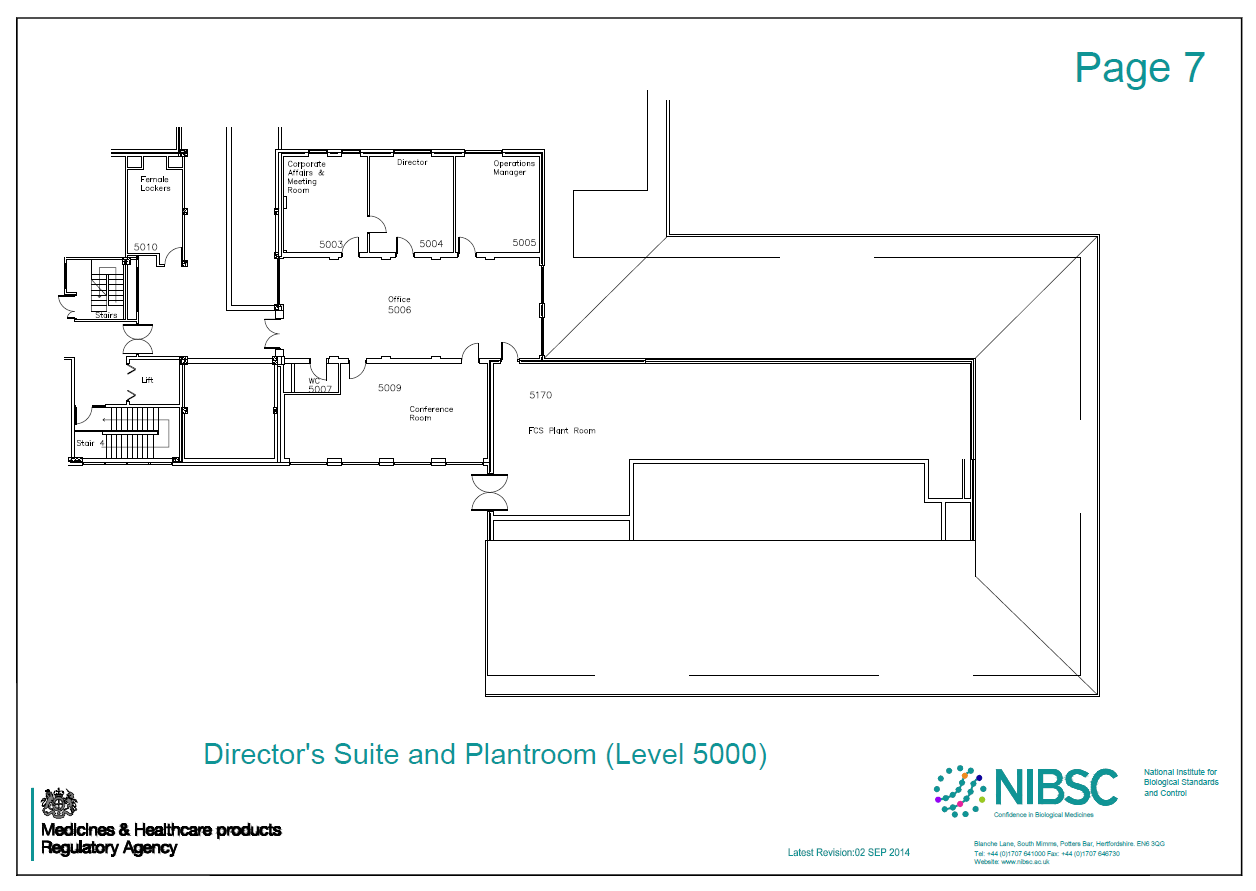 Page 7
Corporate
Affairs &
Meeting
Room
5003
Director
5004
Operations
Manager
5005
Female
Lockers
5010
Stairs
Office
5006
Lift
WC
5007
5009
Conference
Room
5170
FCS Plant Room
Stair 4
Director's Suite and Plantroom (Level 5000)
Medicines & Healthcare products
Regulatory Agency
Latest Revision:02 SEP 2014
NIBSC
Confidence in Biological Medicines
National Institute for
Biological Standards
and Control
Blanche Lane, South Mimms, Potters Bar, Hertfordshire. EN6 3QG
Tel: +44 (0)1707 641000 Fax: +44 (0)1707 646730
Website: www.nibsc.ac.uk